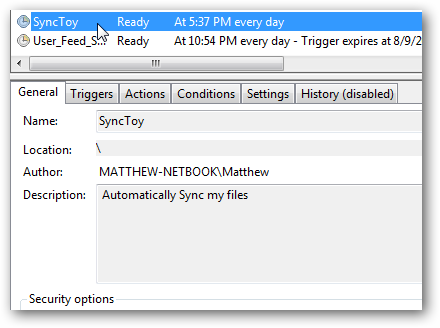 SyncToy Ready At 5:37 PM every day
User_Feed_S... Ready At 10:54 PM every day - Trigger expires at 8/9/2
General Triggers Actions Conditions Settings History (disabled)
Name: SyncToy
Location: \
Author: MATTHEW-NETBOOK\Matthew
Description: Automatically Sync my files
Security options